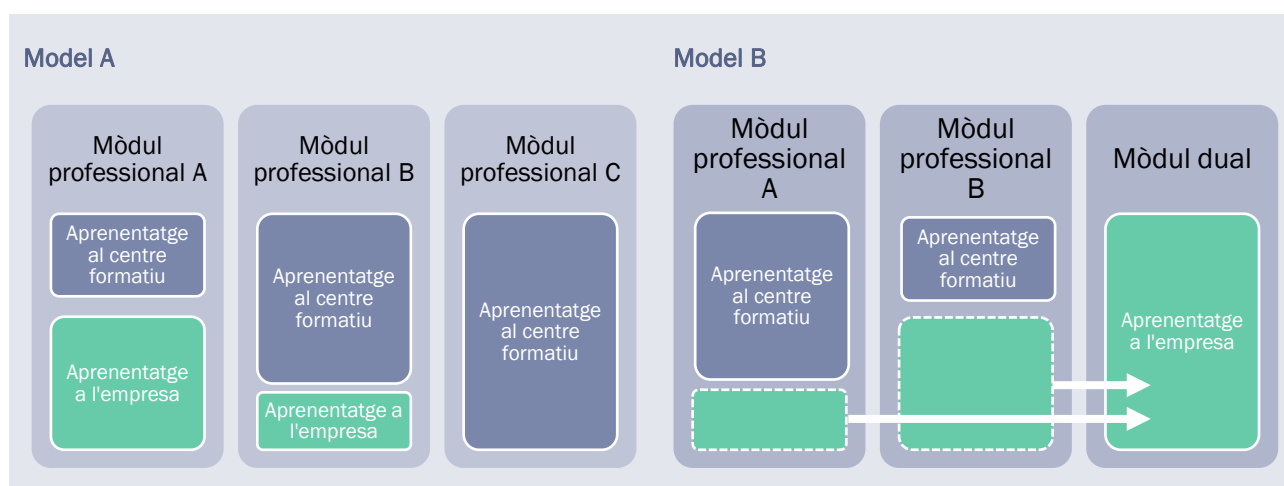 Model A
Mòdul
professional A
Aprenentatge
al centre
formatiu
Aprenentatge
a l'empresa
Mòdul
professional B
Aprenentatge
al centre
formatiu
Aprenentatge a
l'empresa
Mòdul
professional C
Aprenentatge
al centre
formatiu
Model B
Mòdul
professional
A
Aprenentatge
al centre
formatiu
Mòdul
professional
B
Aprenentatge
al centre
formatiu
Mòdul dual
Aprenentatge
a l'empresa